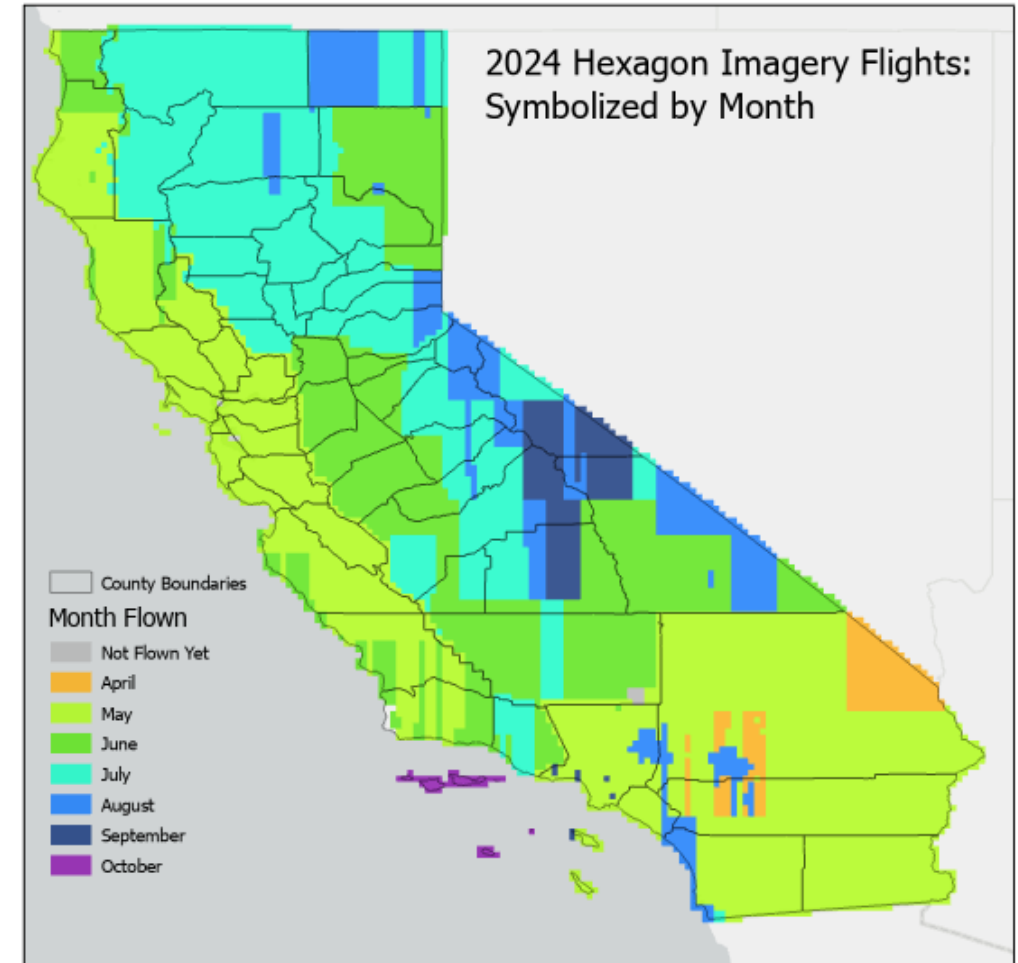 2024 Hexagon Imagery Flights:
Symbolized by Month
County Boundaries
Month Flown
Not Flown Yet
April
May
June
July
August
September
October